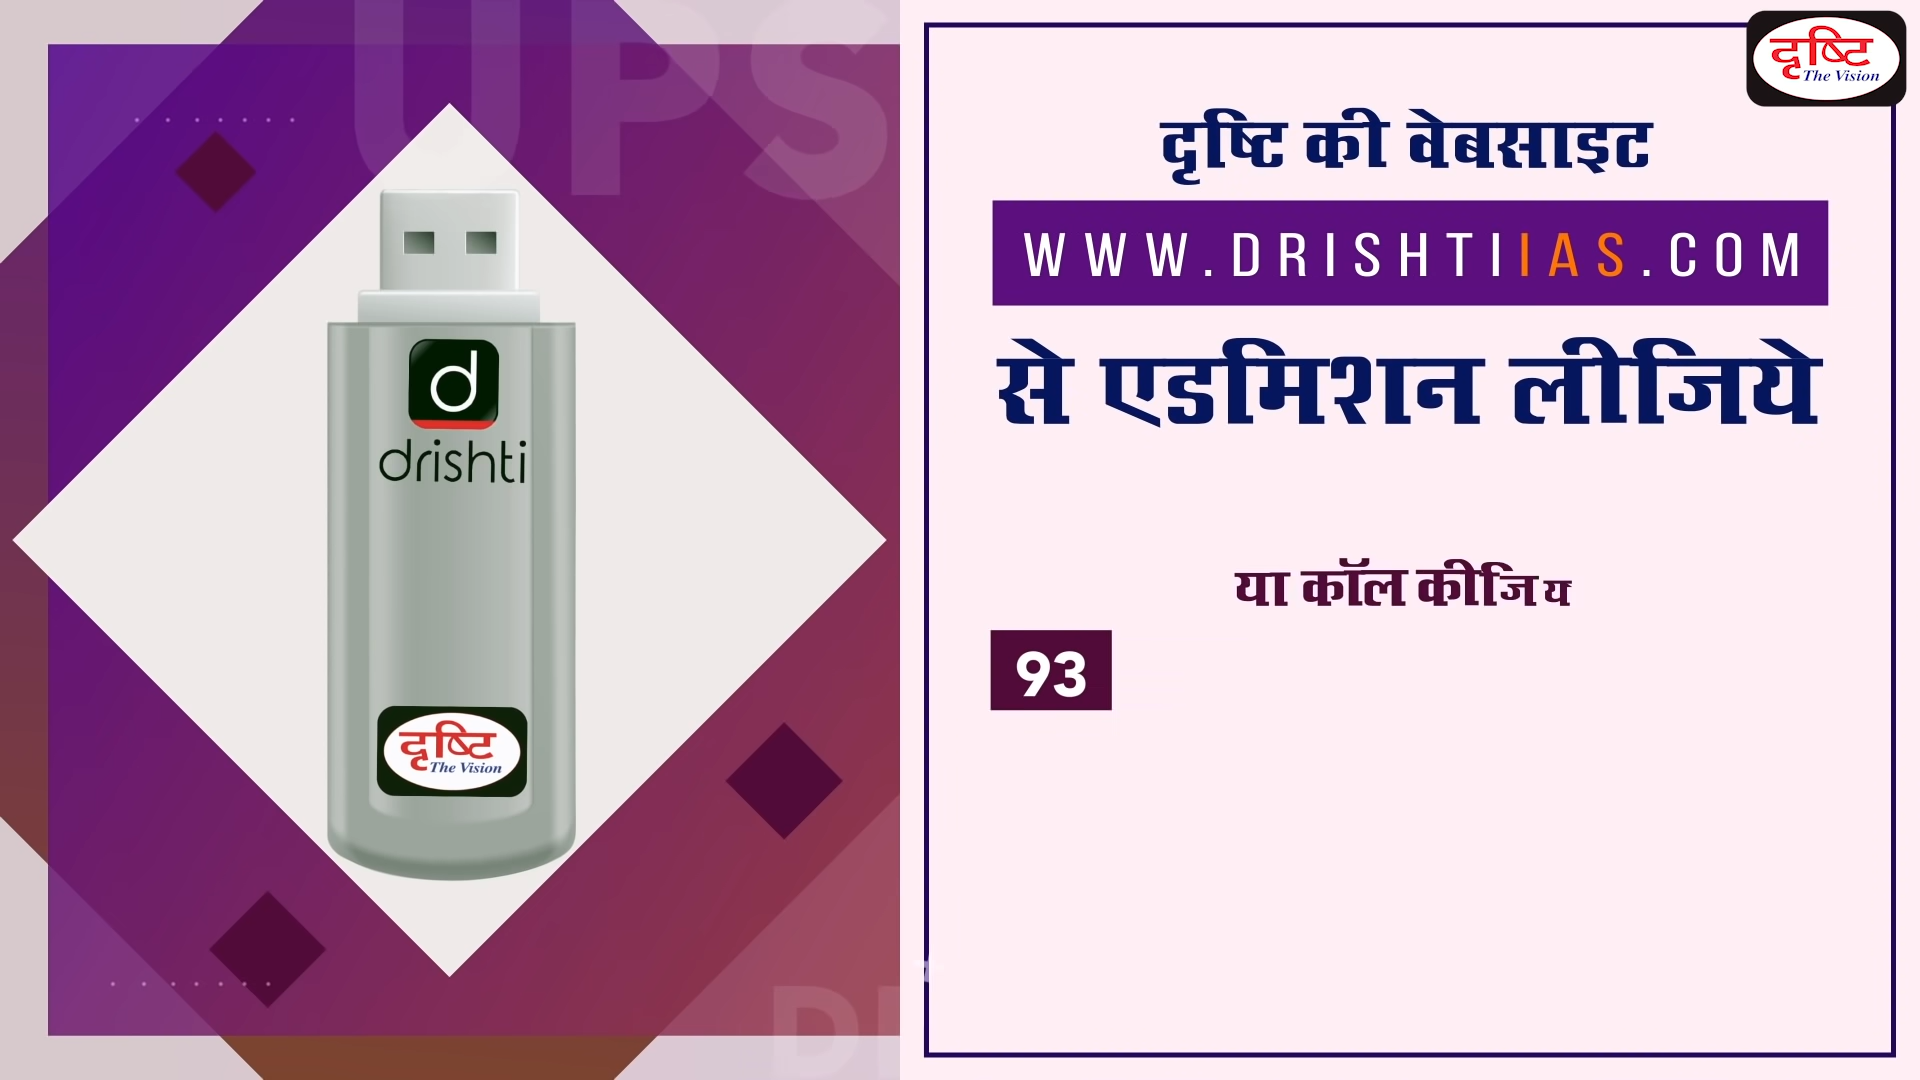 UPS
d
drishti
दृष्टि
The Vision
दृष्टि
The Vision
दृष्टि की वेबसाइट
WWW.DRISHTIIAS.COM
से एडमिशन लीजिये
या कॉल कीजिये
93